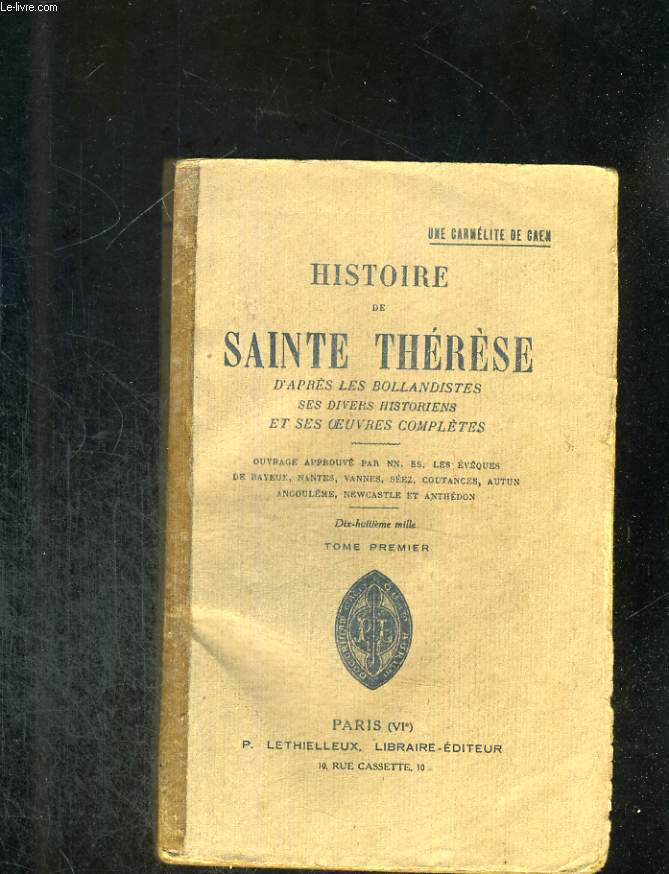 Le-livre.com
UNE CARMÉLITE DE CAEN
HISTOIRE
DE
SAINTE THÉRÈSE
D'APRÈS LES BOLLANDISTES
SES DIVERS HISTORIENS
ET SES ŒUVRES COMPLÈTES
OUVRAGE APPROUVÉ PAR NN. SS. LES ÉVÊQUES
DE BAYEUX, NANTES, VANNES, SÉEZ, COUTANCES, AUTUN
ANGOULÊME, NEWCASTLE ET ANTHÉDON
Dix-huitième mille
TOME PREMIER
PARIS (VIe)
P. LETHIELLEUX, LIBRAIRE-ÉDITEUR
10, RUE CASSETTE, 10